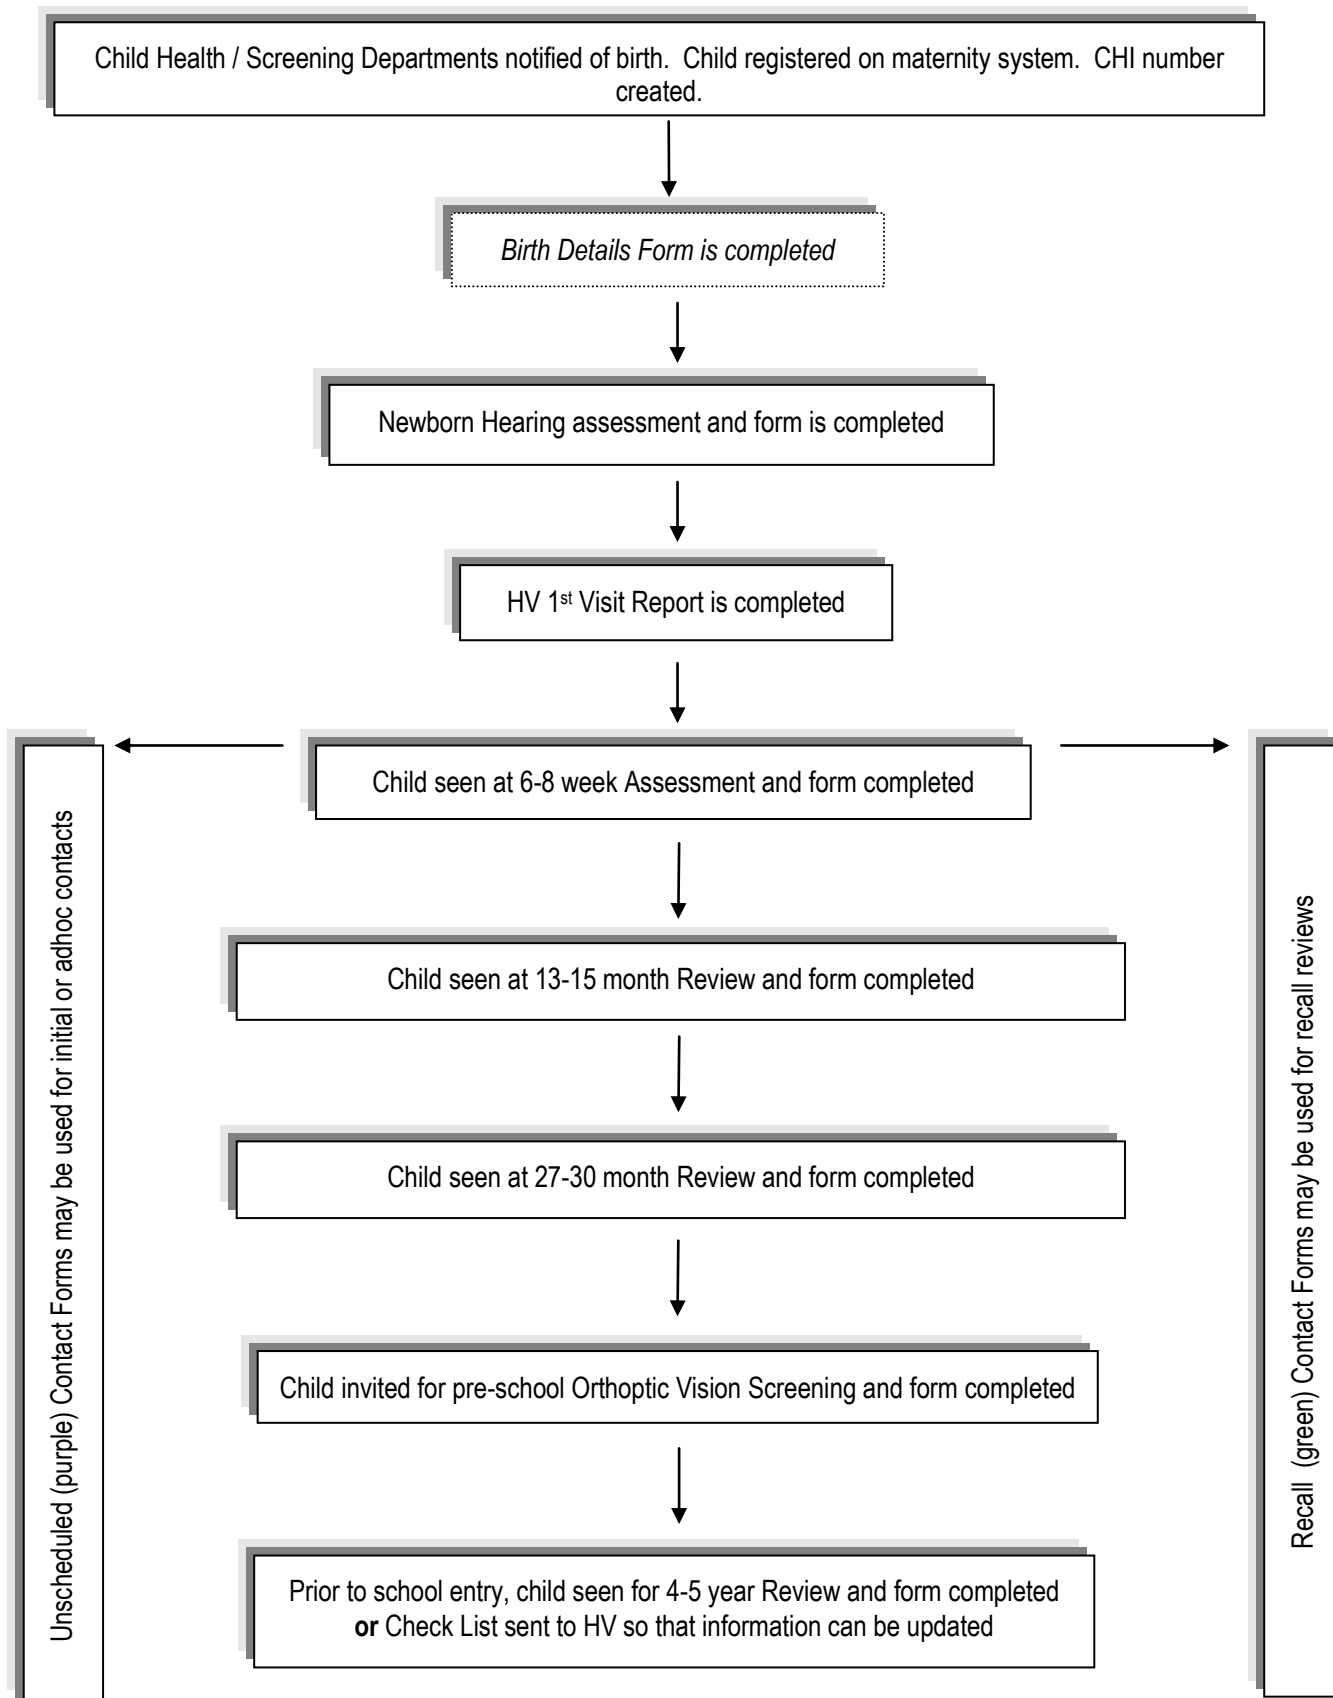 Child Health / Screening Departments notified of birth.  Child registered on maternity system.  CHI number
created.
Birth Details Form is completed
Newborn Hearing assessment and form is completed
HV 1st Visit Report is completed
Child seen at 6-8 week Assessment and form completed
Unscheduled (purple) Contact Forms may be used for initial or adhoc contacts
Recall  (green) Contact Forms may be used for recall reviews
Child seen at 13-15 month Review and form completed
Child seen at 27-30 month Review and form completed
Child invited for pre-school Orthoptic Vision Screening and form completed
Prior to school entry, child seen for 4-5 year Review and form completed
or Check List sent to HV so that information can be updated